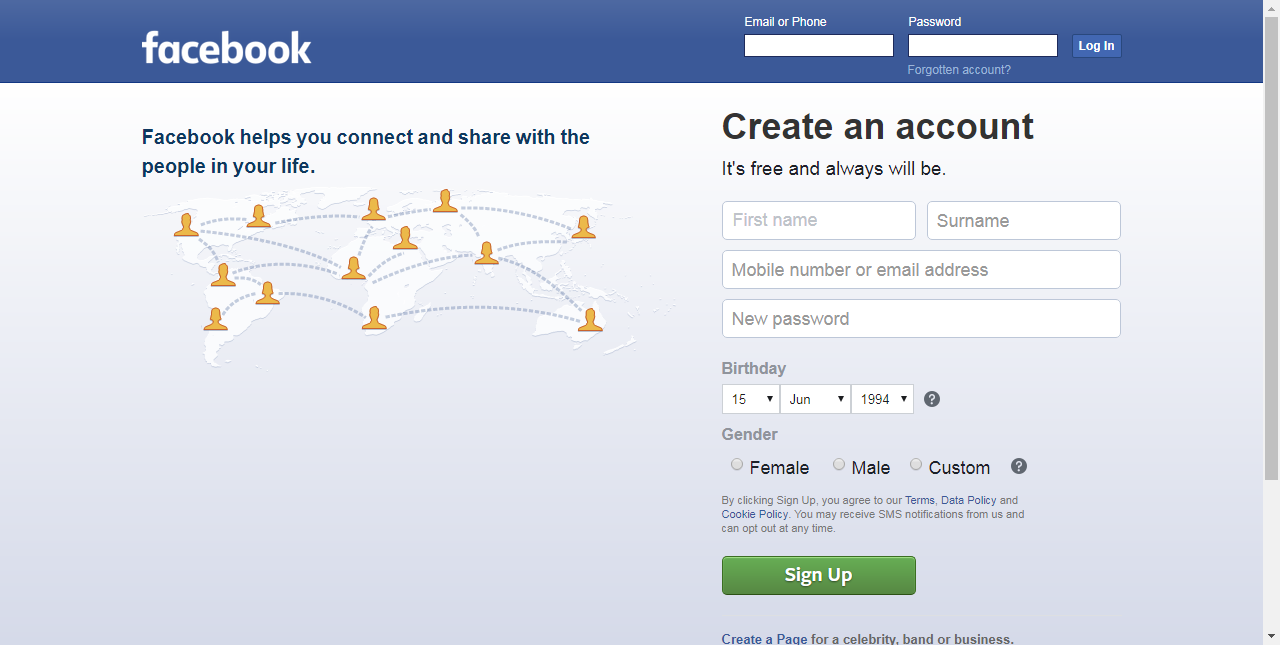 facebook
Email or Phone
Password
Log In
Forgotten account?
Facebook helps you connect and share with the
people in your life.
Create an account
It's free and always will be.
First name
Surname
Mobile number or email address
New password
Birthday
15 Jun 1994 ?
Gender
Female Male Custom ?
By clicking Sign Up, you agree to our Terms, Data Policy and
Cookie Policy. You may receive SMS notifications from us and
can opt out at any time.
Sign Up
Create a Page for a celebrity, band or business.